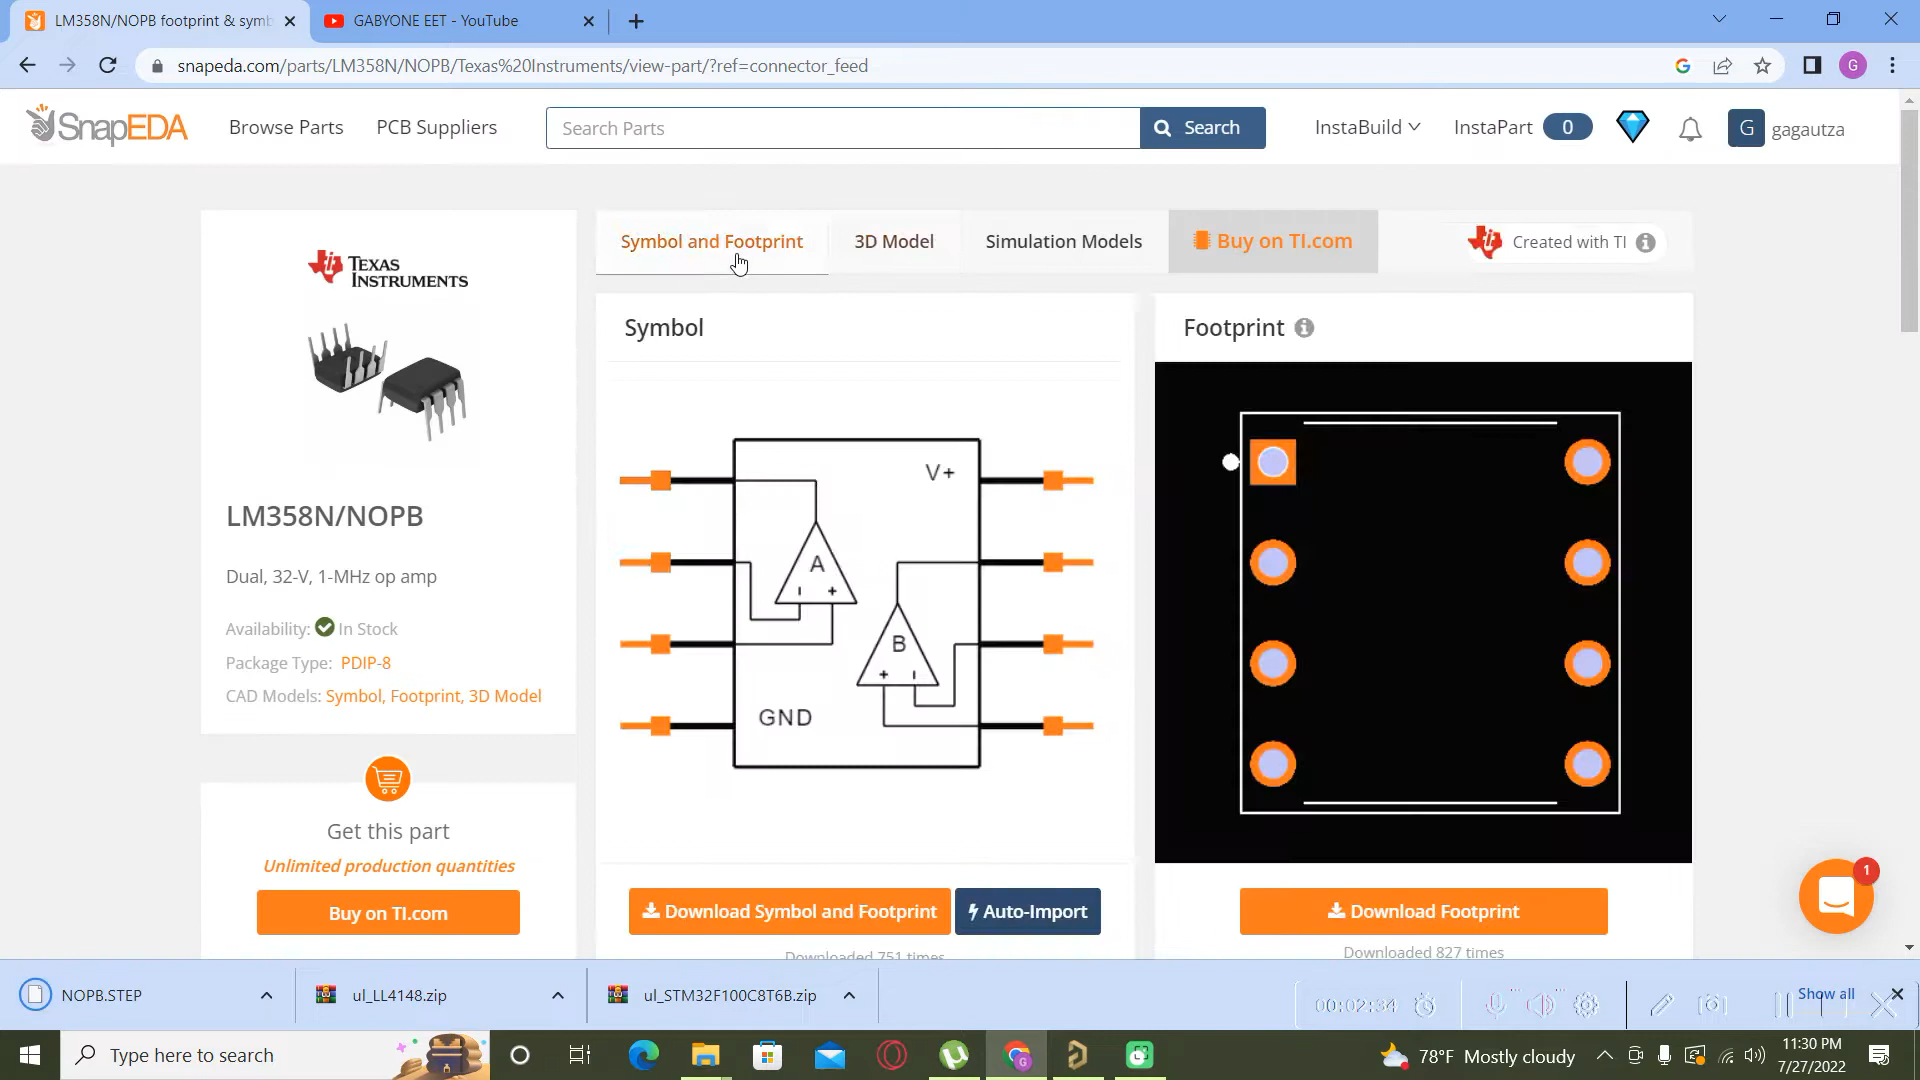 LM358N/NOPB footprint & symb
GABYONE EET - YouTube
snapeda.com/parts/LM358N/NOPB/Texas%20Instruments/view-part/?ref=connector_feed
G
SnapEDA
Browse Parts
PCB Suppliers
Search Parts
Search
InstaBuild
InstaPart 0
G gagautza
Symbol and Footprint
3D Model
Simulation Models
Buy on TI.com
Created with TI
TEXAS
INSTRUMENTS
LM358N/NOPB
Dual, 32-V, 1-MHz op amp
Availability: In Stock
Package Type: PDIP-8
CAD Models: Symbol, Footprint, 3D Model
Get this part
Unlimited production quantities
Buy on TI.com
Symbol
V+
A
- +
B
+ -
GND
Download Symbol and Footprint
Auto-Import
Downloaded 751 times
Footprint
Download Footprint
Downloaded 827 times
1
NOPB.STEP
ul_LL4148.zip
ul_STM32F100C8T6B.zip
00:02:34
Show all
Type here to search
78°F Mostly cloudy
11:30 PM
7/27/2022